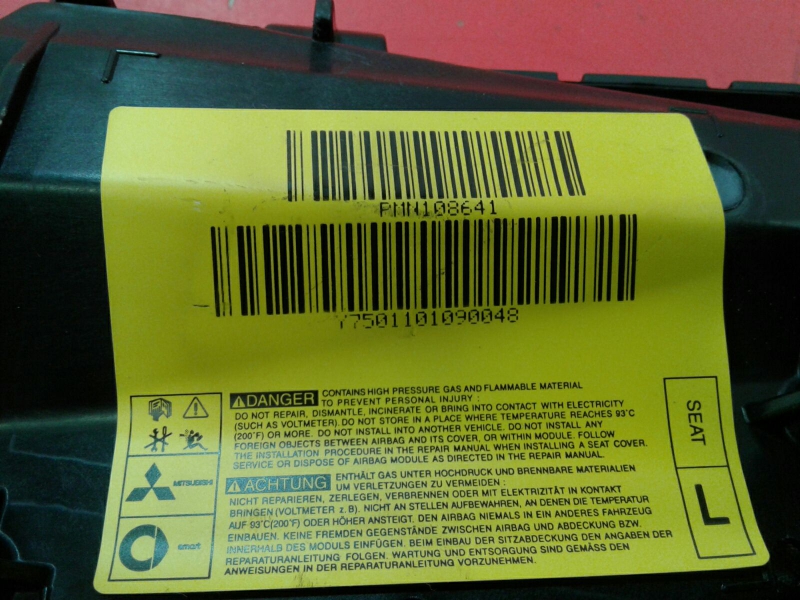 PMN108641
Y7501101090048
DANGER CONTAINS HIGH PRESSURE GAS AND FLAMMABLE MATERIAL
TO PREVENT PERSONAL INJURY :
DO NOT REPAIR, DISMANTLE, INCINERATE OR BRING INTO CONTACT WITH ELECTRICITY
(SUCH AS VOLTMETER). DO NOT STORE IN A PLACE WHERE TEMPERATURE REACHES 93°C
(200°F) OR MORE. DO NOT INSTALL INTO ANOTHER VEHICLE. DO NOT INSTALL ANY
FOREIGN OBJECTS BETWEEN AIRBAG AND ITS COVER, OR WITHIN MODULE. FOLLOW
THE INSTALLATION PROCEDURE IN THE REPAIR MANUAL WHEN INSTALLING A SEAT COVER.
SERVICE OR DISPOSE OF AIRBAG MODULE AS DIRECTED IN THE REPAIR MANUAL.
ACHTUNG ENTHÄLT GAS UNTER HOCHDRUCK UND BRENNBARE MATERIALIEN
UM VERLETZUNGEN ZU VERMEIDEN :
NICHT REPARIEREN, ZERLEGEN, VERBRENNEN ODER MIT ELEKTRIZITÄT IN KONTAKT
BRINGEN (VOLTMETER z.B). NICHT AN STELLEN AUFBEWAHREN, AN DENEN DIE TEMPERATUR
AUF 93°C(200°F) ODER HÖHER ANSTEIGT. DEN AIRBAG NIEMALS IN EIN ANDERES FAHRZEUG
EINBAUEN. KEINE FREMDEN GEGENSTÄNDE ZWISCHEN AIRBAG UND ABDECKUNG BZW.
INNERHALB DES MODULS EINFÜGEN. BEIM EINBAU DER SITZABDECKUNG DEN ANGABEN DER
REPARATURANLEITUNG FOLGEN. WARTUNG UND ENTSORGUNG SIND GEMÄSS DEN
ANWEISUNGEN IN DER REPARATURANLEITUNG VORZUNEHMEN.
MITSUBISHI
smart
SEAT
L